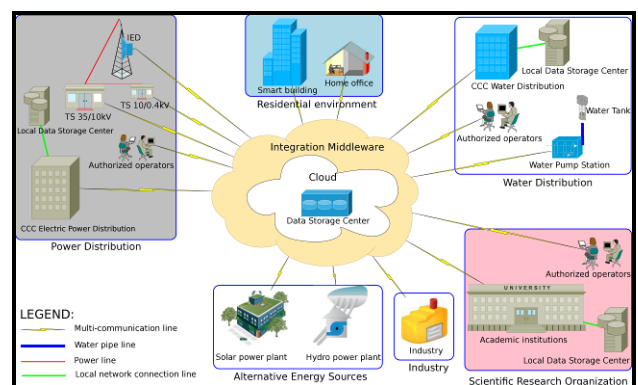 IED
TS 35/10kV
TS 10/0.4kV
Local Data Storage Center
Authorized operators
CCC Electric Power Distribution
Power Distribution
Smart building
Home office
Residential environment
CCC Water Distribution
Local Data Storage Center
Authorized operators
Water Tank
Water Pump Station
Water Distribution
Integration Middleware
Cloud
Data Storage Center
Authorized operators
UNIVERSITY
Academic institutions
Local Data Storage Center
Scientific Research Organization
Solar power plant
Hydro power plant
Alternative Energy Sources
Industry
Industry
LEGEND:
Multi-communication line
Water pipe line
Power line
Local network connection line